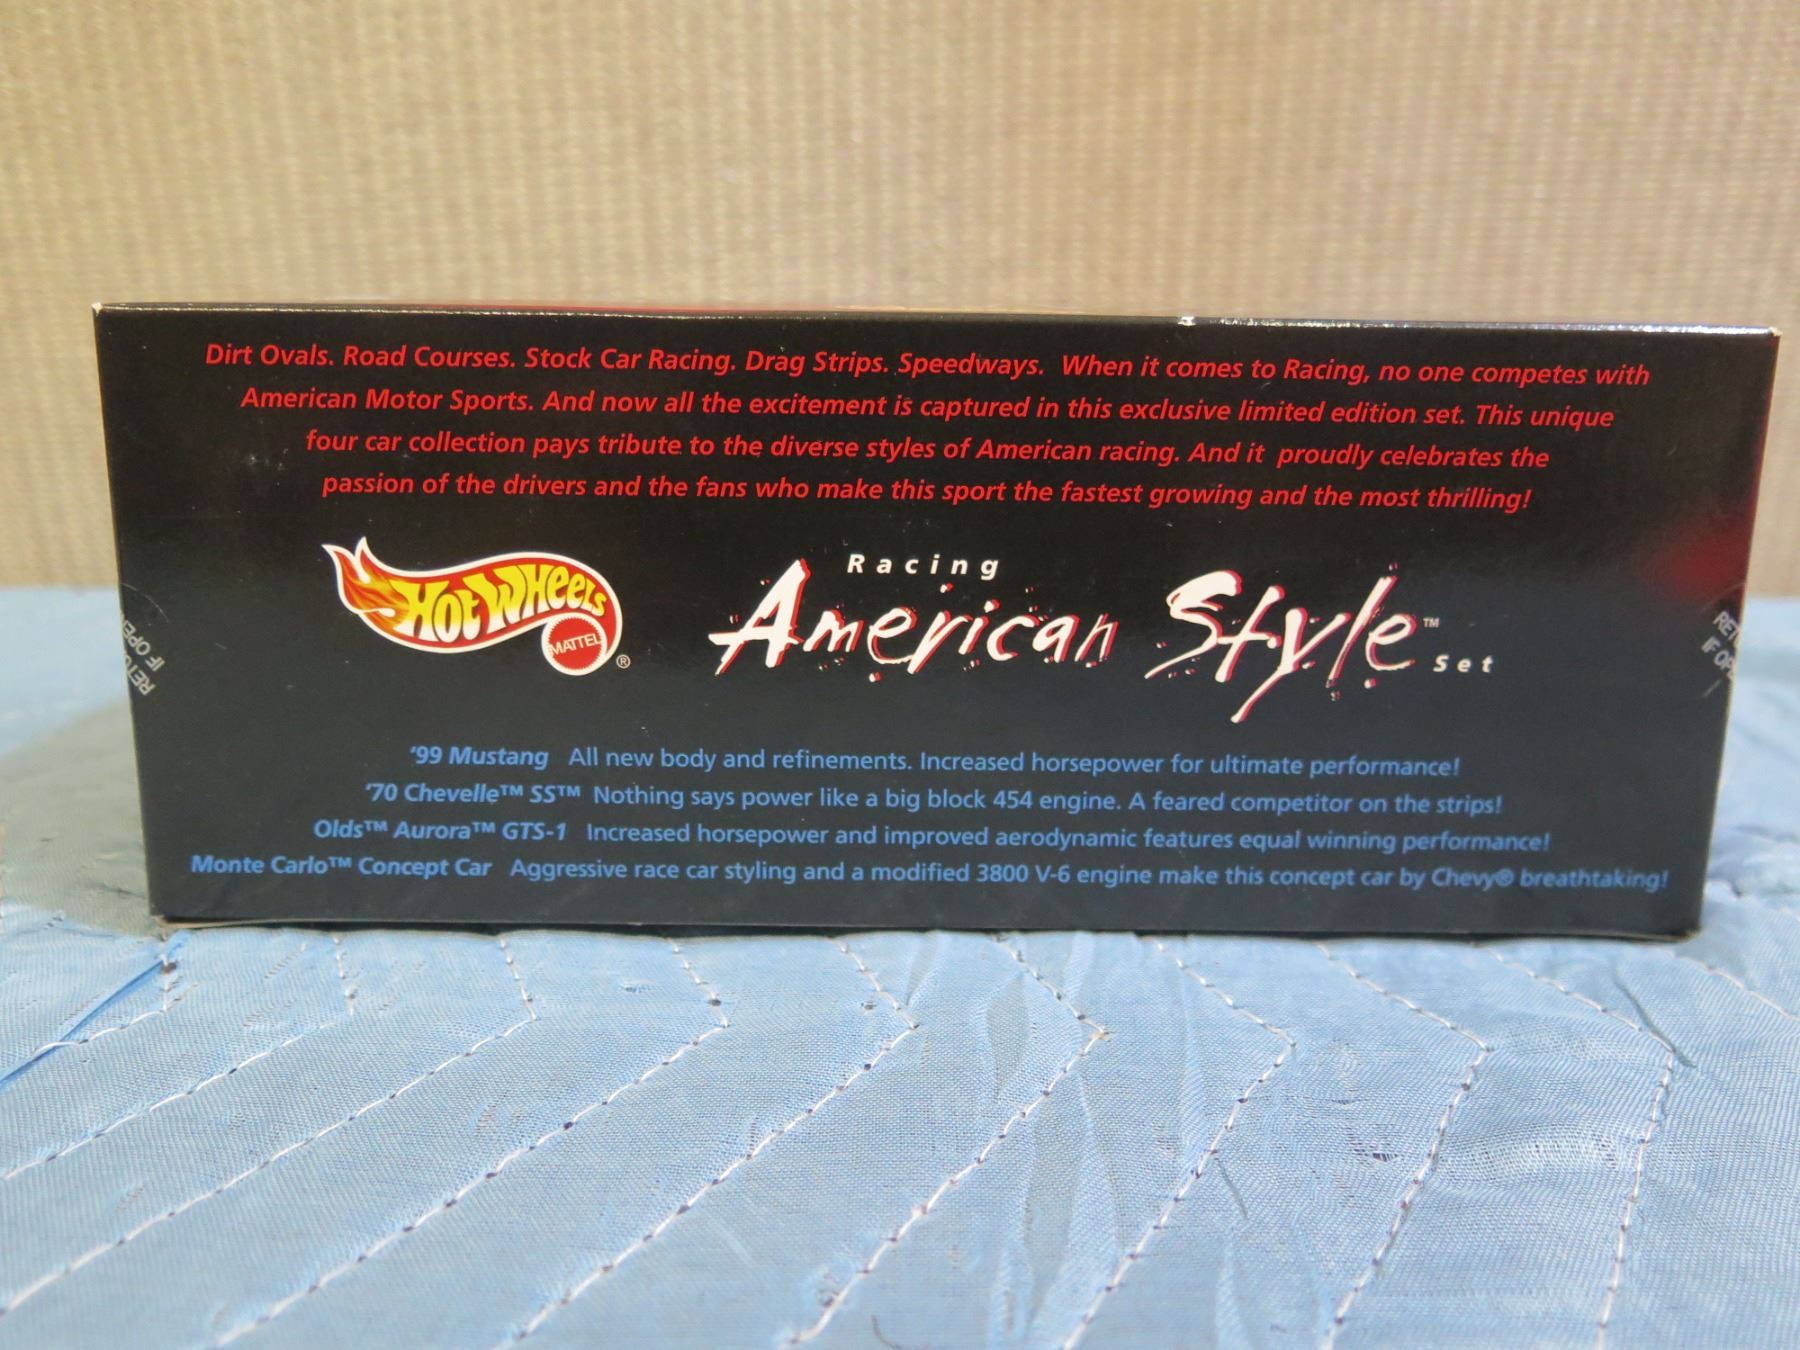 Dirt Ovals. Road Courses. Stock Car Racing. Drag Strips. Speedways. When it comes to Racing, no one competes with
American Motor Sports. And now all the excitement is captured in this exclusive limited edition set. This unique
four car collection pays tribute to the diverse styles of American racing. And it proudly celebrates the
passion of the drivers and the fans who make this sport the fastest growing and the most thrilling!
HOT WHEELS
MATTEL
®
Racing
American Style™
Set
'99 Mustang All new body and refinements. Increased horsepower for ultimate performance!
'70 Chevelle™ SS™ Nothing says power like a big block 454 engine. A feared competitor on the strips!
Olds™ Aurora™ GTS-1 Increased horsepower and improved aerodynamic features equal winning performance!
Monte Carlo™ Concept Car Aggressive race car styling and a modified 3800 V-6 engine make this concept car by Chevy® breathtaking!
IF
IF